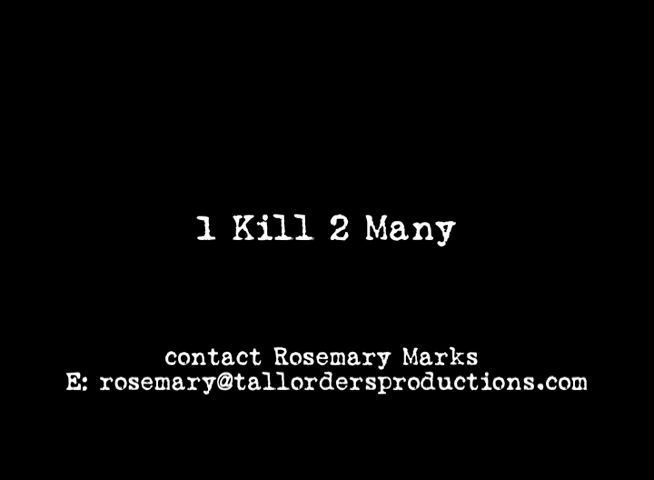 1 Kill 2 Many
contact Rosemary Marks
E: rosemary@tallordersproductions.com